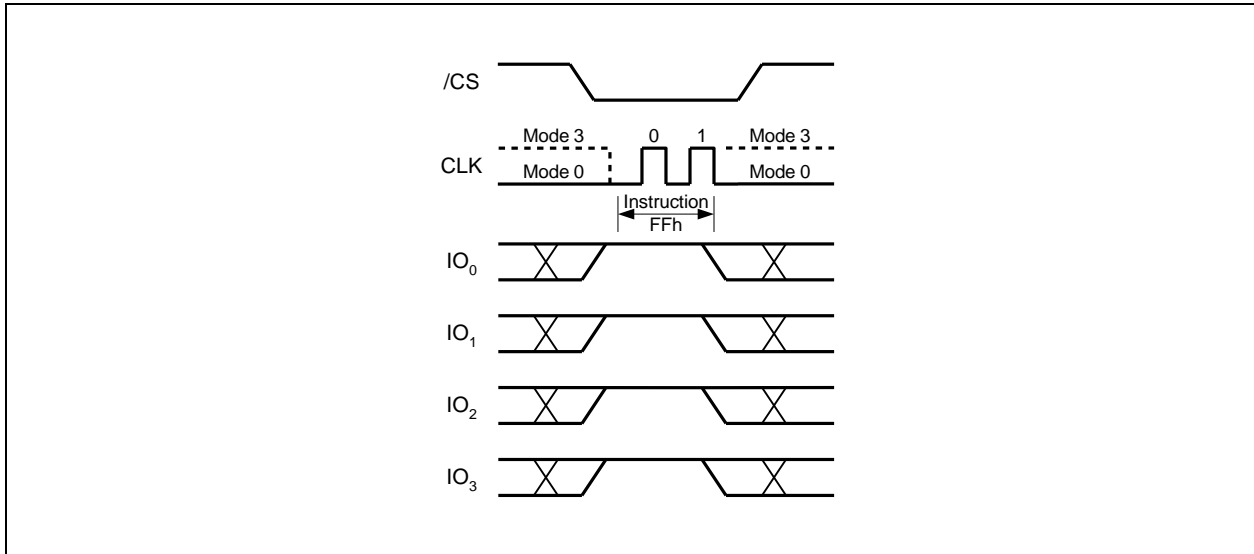 /CS
Mode 3 0 1 Mode 3
CLK
Mode 0 Mode 0
Instruction
FFh
IO0
IO1
IO2
IO3